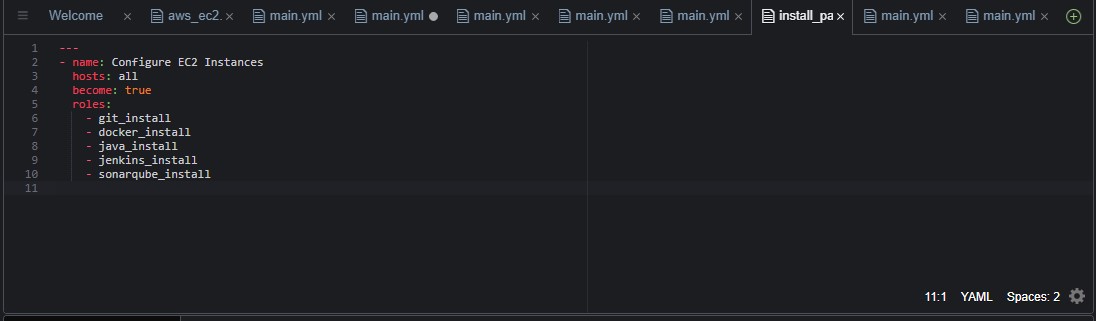 Welcome
aws_ec2.
main.yml
main.yml
main.yml
main.yml
main.yml
install_pa
main.yml
main.yml
1 ---
2 - name: Configure EC2 Instances
3   hosts: all
4   become: true
5   roles:
6     - git_install
7     - docker_install
8     - java_install
9     - jenkins_install
10     - sonarqube_install
11
11:1 YAML Spaces: 2